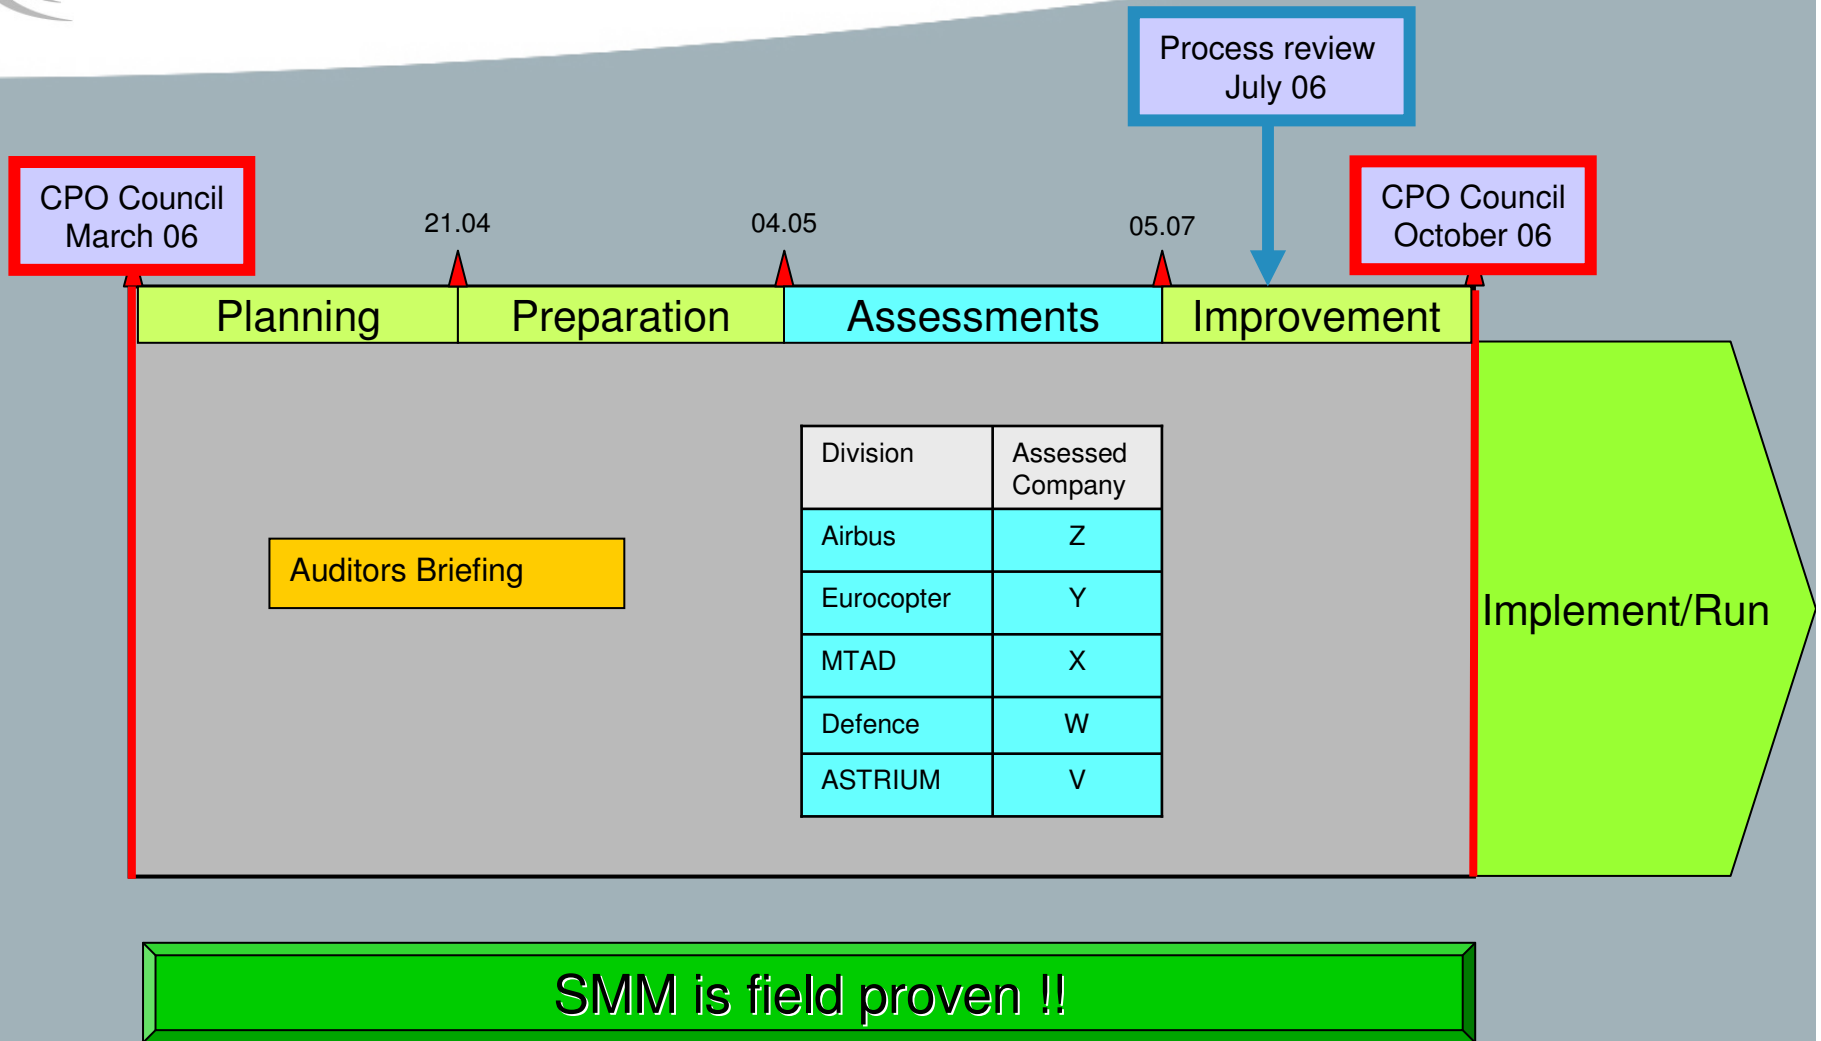 Process review
July 06
CPO Council
March 06
CPO Council
October 06
21.04
04.05
05.07
Planning
Preparation
Assessments
Improvement
Division
Assessed
Company
Airbus
Z
Auditors Briefing
Eurocopter
Y
Implement/Run
MTAD
X
Defence
W
ASTRIUM
V
SMM is field proven !!